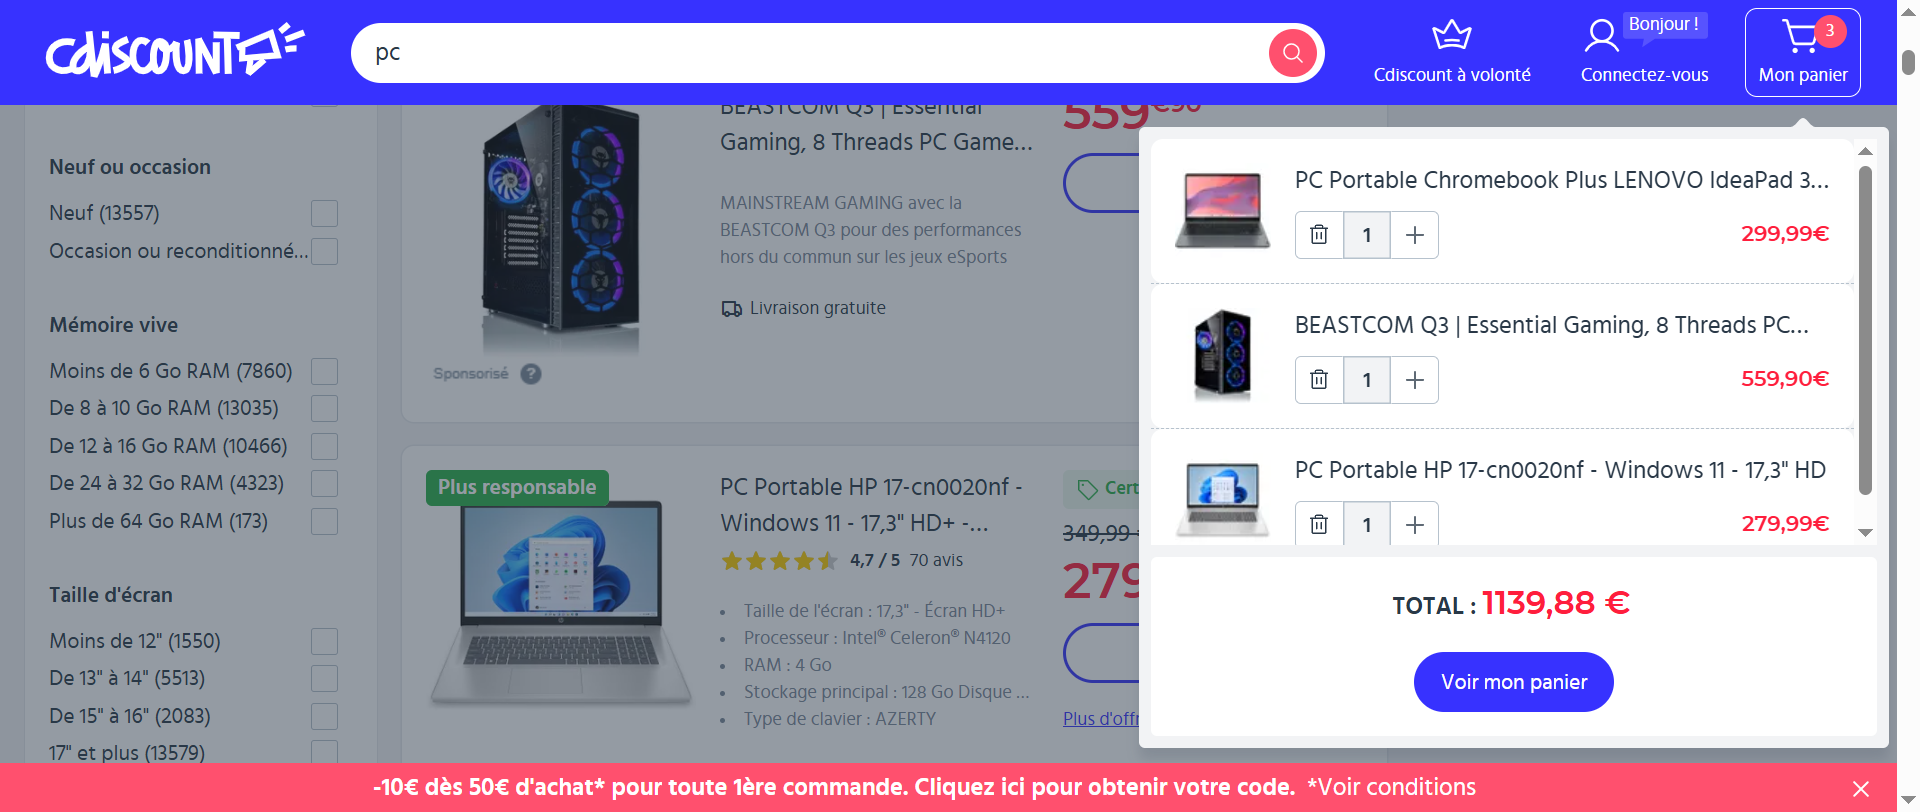 Cdiscount
pc
Cdiscount à volonté
Bonjour !
Connectez-vous
3
Mon panier
Neuf ou occasion
Neuf (13557)
Occasion ou reconditionné...
Mémoire vive
Moins de 6 Go RAM (7860)
De 8 à 10 Go RAM (13035)
De 12 à 16 Go RAM (10466)
De 24 à 32 Go RAM (4323)
Plus de 64 Go RAM (173)
Taille d'écran
Moins de 12" (1550)
De 13" à 14" (5513)
De 15" à 16" (2083)
17" et plus (13579)
BEASTCOM Q3 | Essential
Gaming, 8 Threads PC Game...
MAINSTREAM GAMING avec la
BEASTCOM Q3 pour des performances
hors du commun sur les jeux eSports
Livraison gratuite
559€90
Sponsorisé ?
Plus responsable
PC Portable HP 17-cn0020nf -
Windows 11 - 17,3" HD+ -...
4,7 / 5 70 avis
Taille de l'écran : 17,3" - Écran HD+
Processeur : Intel® Celeron® N4120
RAM : 4 Go
Stockage principal : 128 Go Disque ...
Type de clavier : AZERTY
Cert
349,99
279
Plus d'offr
PC Portable Chromebook Plus LENOVO IdeaPad 3...
1
299,99€
BEASTCOM Q3 | Essential Gaming, 8 Threads PC...
1
559,90€
PC Portable HP 17-cn0020nf - Windows 11 - 17,3" HD
1
279,99€
TOTAL : 1139,88 €
Voir mon panier
-10€ dès 50€ d'achat* pour toute 1ère commande. Cliquez ici pour obtenir votre code. *Voir conditions